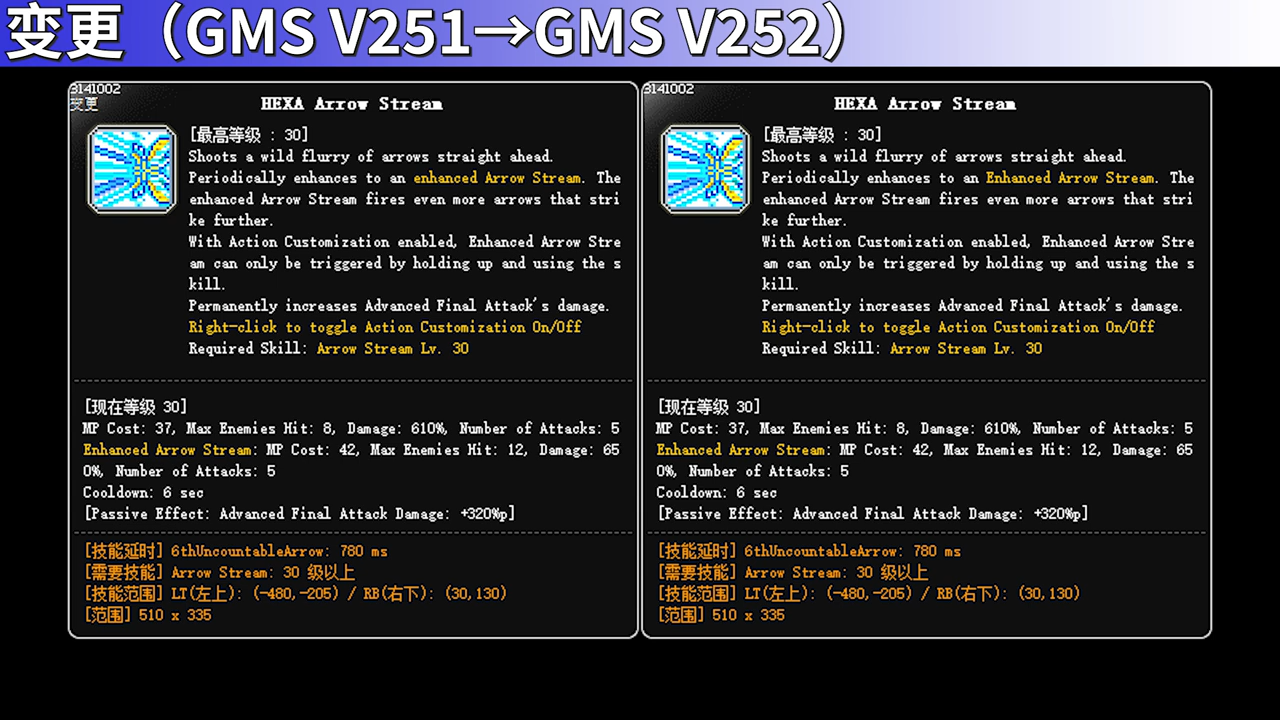 变更（GMS V251→GMS V252）
3141002
变更
HEXA Arrow Stream
[最高等级 : 30]
Shoots a wild flurry of arrows straight ahead.
Periodically enhances to an enhanced Arrow Stream. The
enhanced Arrow Stream fires even more arrows that stri
ke further.
With Action Customization enabled, Enhanced Arrow Stre
am can only be triggered by holding up and using the s
kill.
Permanently increases Advanced Final Attack's damage.
Right-click to toggle Action Customization On/Off
Required Skill: Arrow Stream Lv. 30
[现在等级 30]
MP Cost: 37, Max Enemies Hit: 8, Damage: 610%, Number of Attacks: 5
Enhanced Arrow Stream: MP Cost: 42, Max Enemies Hit: 12, Damage: 65
0%, Number of Attacks: 5
Cooldown: 6 sec
[Passive Effect: Advanced Final Attack Damage: +320%p]
[技能延时] 6thUncountableArrow: 780 ms
[需要技能] Arrow Stream: 30 级以上
[技能范围] LT(左上): (-480,-205) / RB(右下): (30,130)
[范围] 510 x 335
3141002
HEXA Arrow Stream
[最高等级 : 30]
Shoots a wild flurry of arrows straight ahead.
Periodically enhances to an Enhanced Arrow Stream. The
enhanced Arrow Stream fires even more arrows that stri
ke further.
With Action Customization enabled, Enhanced Arrow Stre
am can only be triggered by holding up and using the s
kill.
Permanently increases Advanced Final Attack's damage.
Right-click to toggle Action Customization On/Off
Required Skill: Arrow Stream Lv. 30
[现在等级 30]
MP Cost: 37, Max Enemies Hit: 8, Damage: 610%, Number of Attacks: 5
Enhanced Arrow Stream: MP Cost: 42, Max Enemies Hit: 12, Damage: 65
0%, Number of Attacks: 5
Cooldown: 6 sec
[Passive Effect: Advanced Final Attack Damage: +320%p]
[技能延时] 6thUncountableArrow: 780 ms
[需要技能] Arrow Stream: 30 级以上
[技能范围] LT(左上): (-480,-205) / RB(右下): (30,130)
[范围] 510 x 335